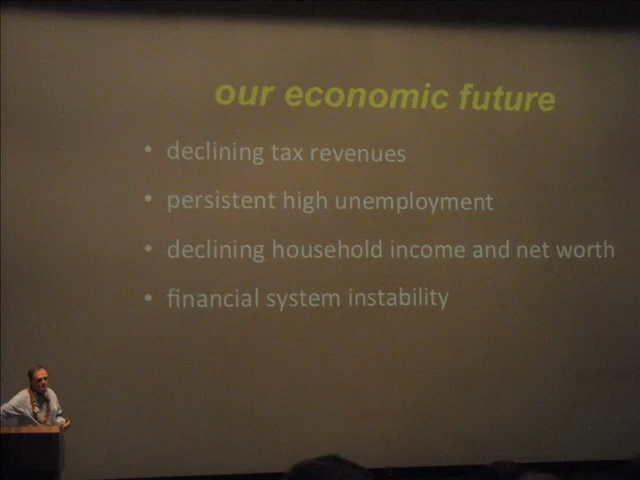 our economic future
• declining tax revenues
• persistent high unemployment
• declining household income and net worth
• financial system instability